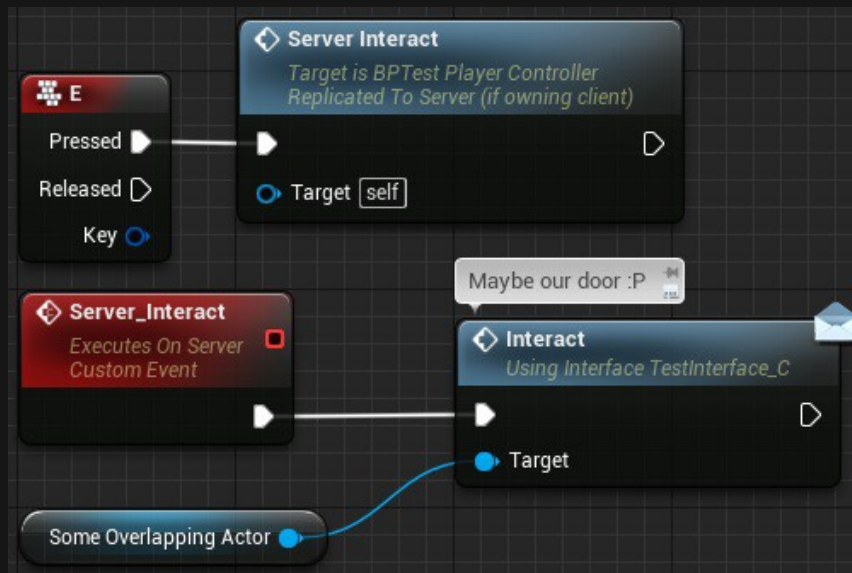 Server Interact
Target is BPTest Player Controller
Replicated To Server (if owning client)
E
Pressed
Released
Key
Target self
Maybe our door :P
Server_Interact
Executes On Server
Custom Event
Interact
Using Interface TestInterface_C
Target
Some Overlapping Actor